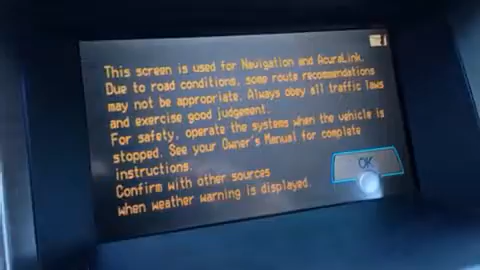 This screen is used for Navigation and AcuraLink.
Due to road conditions, some route recommendations
may not be appropriate. Always obey all traffic laws
and exercise good judgement.
For safety, operate the systems when the vehicle is
stopped. See your Owner's Manual for complete
instructions.
Confirm with other sources
when weather warning is displayed.
OK